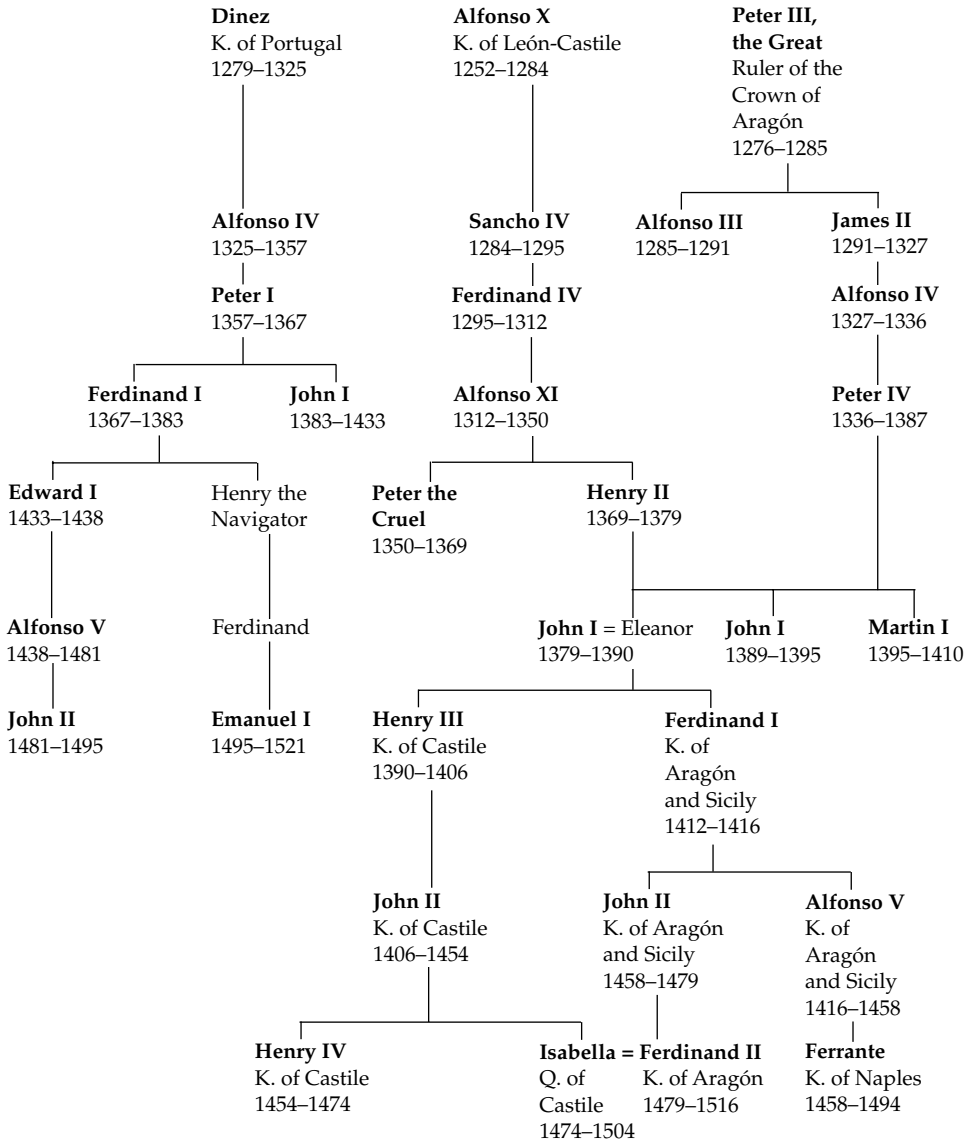 Dinez
K. of Portugal
1279–1325
Alfonso X
K. of León-Castile
1252–1284
Peter III,
the Great
Ruler of the
Crown of
Aragón
1276–1285
Alfonso IV
1325–1357
Sancho IV
1284–1295
Alfonso III
1285–1291
James II
1291–1327
Peter I
1357–1367
Ferdinand IV
1295–1312
Alfonso IV
1327–1336
Ferdinand I
1367–1383
John I
1383–1433
Alfonso XI
1312–1350
Peter IV
1336–1387
Edward I
1433–1438
Henry the
Navigator
Peter the
Cruel
1350–1369
Henry II
1369–1379
Alfonso V
1438–1481
Ferdinand
John I = Eleanor
1379–1390
John I
1389–1395
Martin I
1395–1410
John II
1481–1495
Emanuel I
1495–1521
Henry III
K. of Castile
1390–1406
Ferdinand I
K. of
Aragón
and Sicily
1412–1416
John II
K. of Castile
1406–1454
John II
K. of Aragón
and Sicily
1458–1479
Alfonso V
K. of
Aragón
and Sicily
1416–1458
Henry IV
K. of Castile
1454–1474
Isabella = Ferdinand II
Q. of
Castile
1474–1504
K. of Aragón
1479–1516
Ferrante
K. of Naples
1458–1494